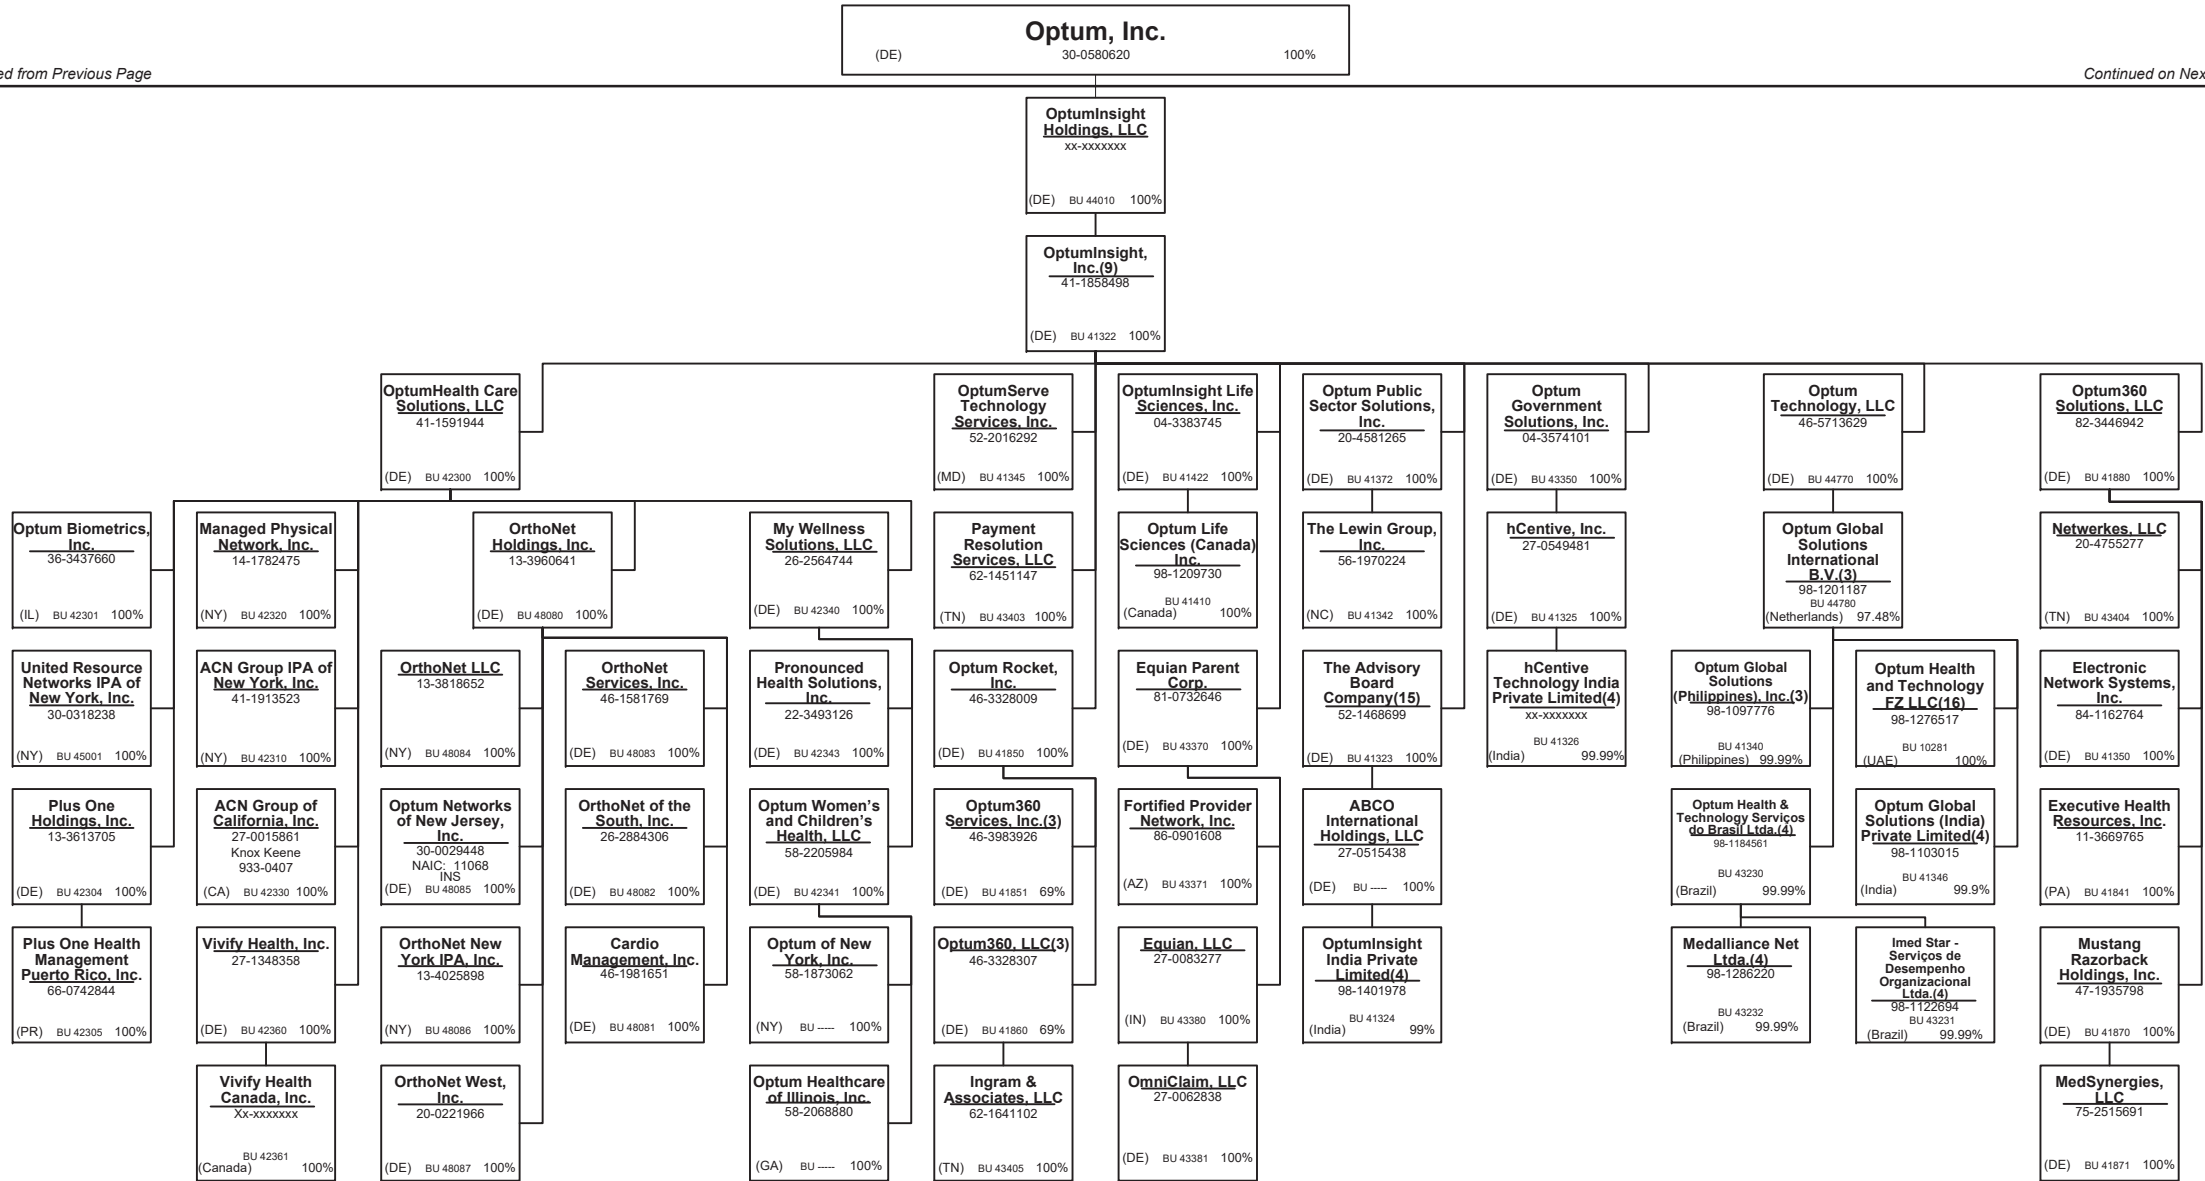 Optum, Inc.
(DE) 30-0580620 100%
ed from Previous Page
Continued on Nex
OptumInsight
Holdings, LLC
xx-xxxxxxx
(DE) BU 44010 100%
OptumInsight,
Inc.(9)
41-1858498
(DE) BU 41322 100%
OptumHealth Care
Solutions, LLC
41-1591944
(DE) BU 42300 100%
OptumServe
Technology
Services, Inc.
52-2016292
(MD) BU 41345 100%
OptumInsight Life
Sciences, Inc.
04-3383745
(DE) BU 41422 100%
Optum Public
Sector Solutions,
Inc.
20-4581265
(DE) BU 41372 100%
Optum
Government
Solutions, Inc.
04-3574101
(DE) BU 43350 100%
Optum
Technology, LLC
46-5713629
(DE) BU 44770 100%
Optum360
Solutions, LLC
82-3446942
(DE) BU 41880 100%
Optum Biometrics,
Inc.
36-3437660
(IL) BU 42301 100%
Managed Physical
Network, Inc.
14-1782475
(NY) BU 42320 100%
OrthoNet
Holdings, Inc.
13-3960641
(DE) BU 48080 100%
My Wellness
Solutions, LLC
26-2564744
(DE) BU 42340 100%
Payment
Resolution
Services, LLC
62-1451147
(TN) BU 43403 100%
Optum Life
Sciences (Canada)
Inc.
98-1209730
BU 41410
(Canada) 100%
The Lewin Group,
Inc.
56-1970224
(NC) BU 41342 100%
hCentive, Inc.
27-0549481
(DE) BU 41325 100%
Optum Global
Solutions
International
B.V.(3)
98-1201187
BU 44780
(Netherlands) 97.48%
Netwerkes, LLC
20-4755277
(TN) BU 43404 100%
United Resource
Networks IPA of
New York, Inc.
30-0318238
(NY) BU 45001 100%
ACN Group IPA of
New York, Inc.
41-1913523
(NY) BU 42310 100%
OrthoNet LLC
13-3818652
(NY) BU 48084 100%
OrthoNet
Services, Inc.
46-1581769
(DE) BU 48083 100%
Pronounced
Health Solutions,
Inc.
22-3493126
(DE) BU 42343 100%
Optum Rocket,
Inc.
46-3328009
(DE) BU 41850 100%
Equian Parent
Corp.
81-0732646
(DE) BU 43370 100%
The Advisory
Board
Company(15)
52-1468699
(DE) BU 41323 100%
hCentive
Technology India
Private Limited(4)
xx-xxxxxxx
BU 41326
(India) 99.99%
Optum Global
Solutions
(Philippines), Inc.(3)
98-1097776
BU 41340
(Philippines) 99.99%
Optum Health
and Technology
FZ LLC(16)
98-1276517
BU 10281
(UAE) 100%
Electronic
Network Systems,
Inc.
84-1162764
(DE) BU 41350 100%
Plus One
Holdings, Inc.
13-3613705
(DE) BU 42304 100%
ACN Group of
California, Inc.
27-0015861
Knox Keene
933-0407
(CA) BU 42330 100%
Optum Networks
of New Jersey,
Inc.
30-0029448
NAIC: 11068
INS
(DE) BU 48085 100%
OrthoNet of the
South, Inc.
26-2884306
(DE) BU 48082 100%
Optum Women's
and Children's
Health, LLC
58-2205984
(DE) BU 42341 100%
Optum360
Services, Inc.(3)
46-3983926
(DE) BU 41851 69%
Fortified Provider
Network, Inc.
86-0901608
(AZ) BU 43371 100%
ABCO
International
Holdings, LLC
27-0515438
(DE) BU ----- 100%
Optum Health &
Technology Serviços
do Brasil Ltda.(4)
98-1184561
BU 43230
(Brazil) 99.99%
Optum Global
Solutions (India)
Private Limited(4)
98-1103015
BU 41346
(India) 99.9%
Executive Health
Resources, Inc.
11-3669765
(PA) BU 41841 100%
Plus One Health
Management
Puerto Rico, Inc.
66-0742844
(PR) BU 42305 100%
Vivify Health, Inc.
27-1348358
(DE) BU 42360 100%
OrthoNet New
York IPA, Inc.
13-4025898
(NY) BU 48086 100%
Cardio
Management, Inc.
46-1981651
(DE) BU 48081 100%
Optum of New
York, Inc.
58-1873062
(NY) BU ----- 100%
Optum360, LLC(3)
46-3328307
(DE) BU 41860 69%
Equian, LLC
27-0083277
(IN) BU 43380 100%
OptumInsight
India Private
Limited(4)
98-1401978
BU 41324
(India) 99%
Medalliance Net
Ltda.(4)
98-1286220
BU 43232
(Brazil) 99.99%
Imed Star -
Serviços de
Desempenho
Organizacional
Ltda.(4)
98-1122694
BU 43231
(Brazil) 99.99%
Mustang
Razorback
Holdings, Inc.
47-1935798
(DE) BU 41870 100%
Vivify Health
Canada, Inc.
Xx-xxxxxxx
BU 42361
(Canada) 100%
OrthoNet West,
Inc.
20-0221966
(DE) BU 48087 100%
Optum Healthcare
of Illinois, Inc.
58-2068880
(GA) BU ----- 100%
Ingram &
Associates, LLC
62-1641102
(TN) BU 43405 100%
OmniClaim, LLC
27-0062838
(DE) BU 43381 100%
MedSynergies,
LLC
75-2515691
(DE) BU 41871 100%